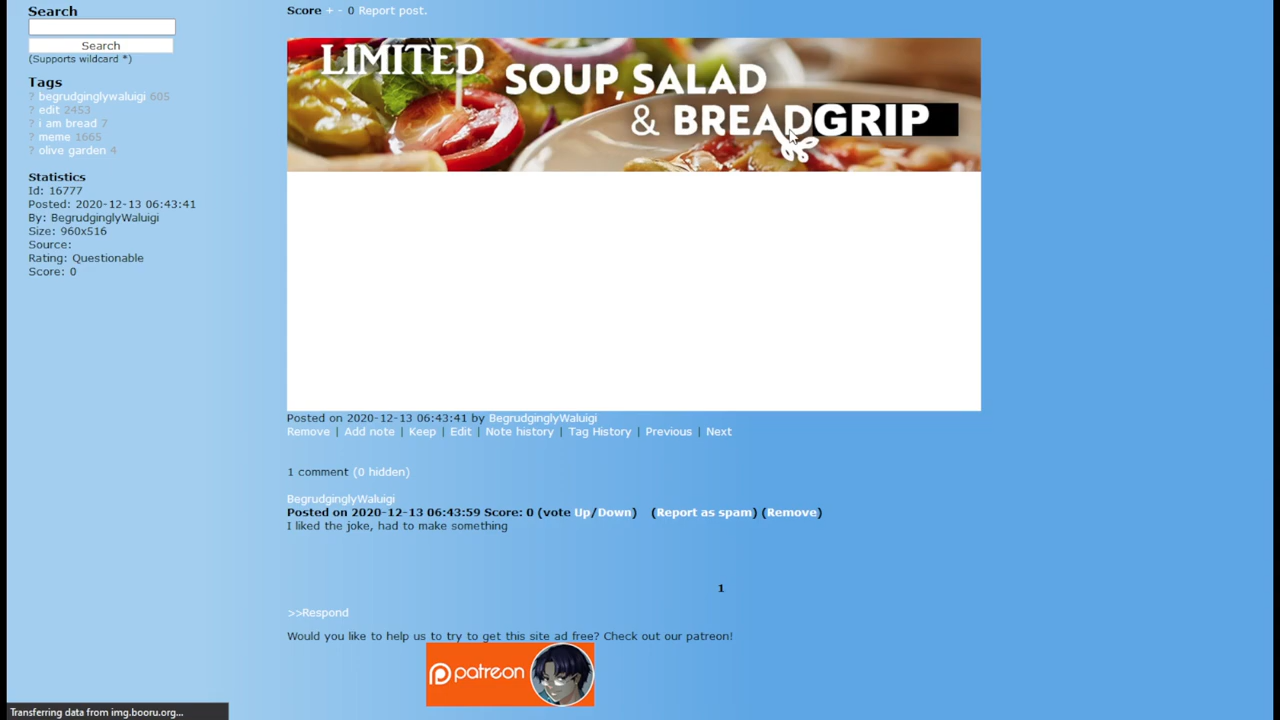 Search
Search
(Supports wildcard *)
Tags
? begrudginglywaluigi 605
? edit 2453
? i am bread 7
? meme 1665
? olive garden 4
Statistics
Id: 16777
Posted: 2020-12-13 06:43:41
By: BegrudginglyWaluigi
Size: 960x516
Source:
Rating: Questionable
Score: 0
Score + - 0 Report post.
LIMITED
SOUP, SALAD
& BREADGRIP
Posted on 2020-12-13 06:43:41 by BegrudginglyWaluigi
Remove | Add note | Keep | Edit | Note history | Tag History | Previous | Next
1 comment (0 hidden)
BegrudginglyWaluigi
Posted on 2020-12-13 06:43:59 Score: 0 (vote Up/Down) (Report as spam) (Remove)
I liked the joke, had to make something
1
>>Respond
Would you like to help us to try to get this site ad free? Check out our patreon!
patreon
Transferring data from img.booru.org...